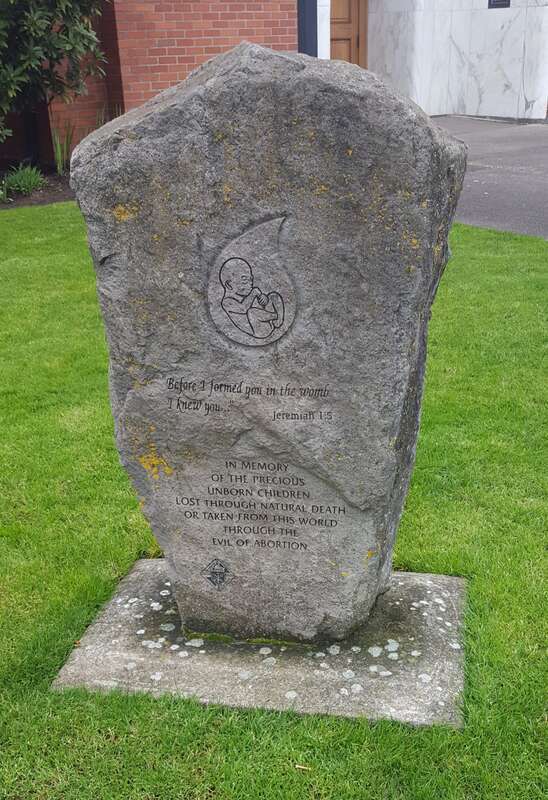 Before I formed you in the womb
I knew you...
Jeremiah 1:5
IN MEMORY
OF THE PRECIOUS
UNBORN CHILDREN
LOST THROUGH NATURAL DEATH
OR TAKEN FROM THIS WORLD
THROUGH THE
EVIL OF ABORTION